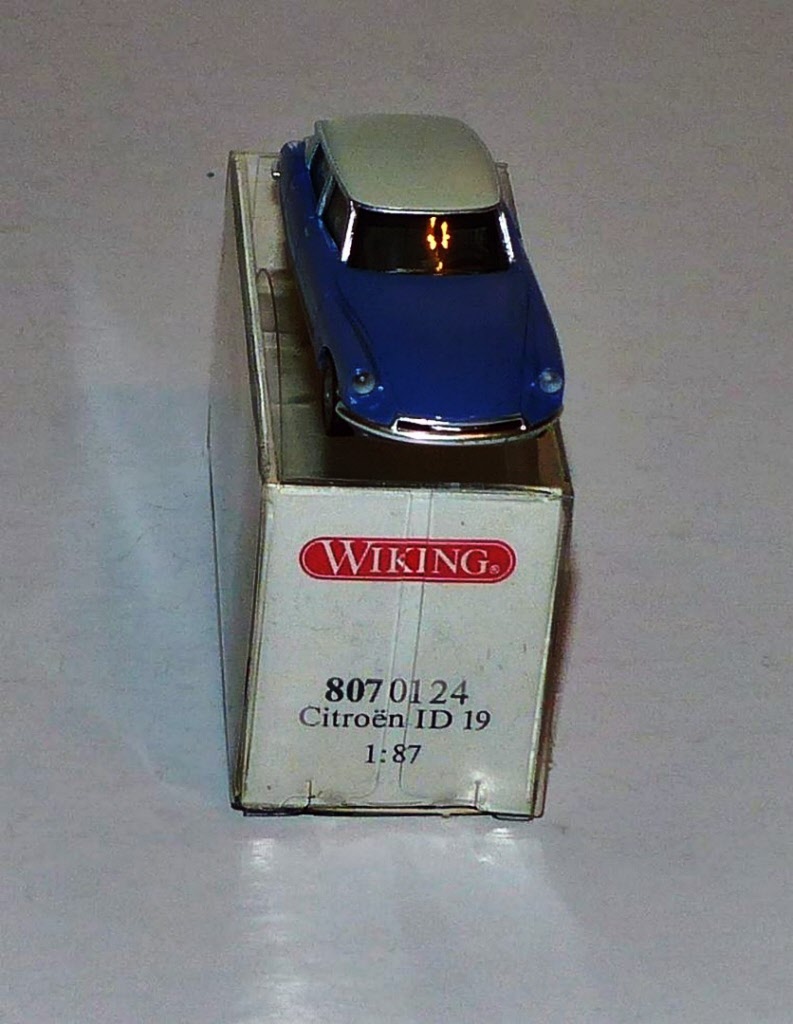 WIKING®
807 0124
Citroën ID 19
1:87